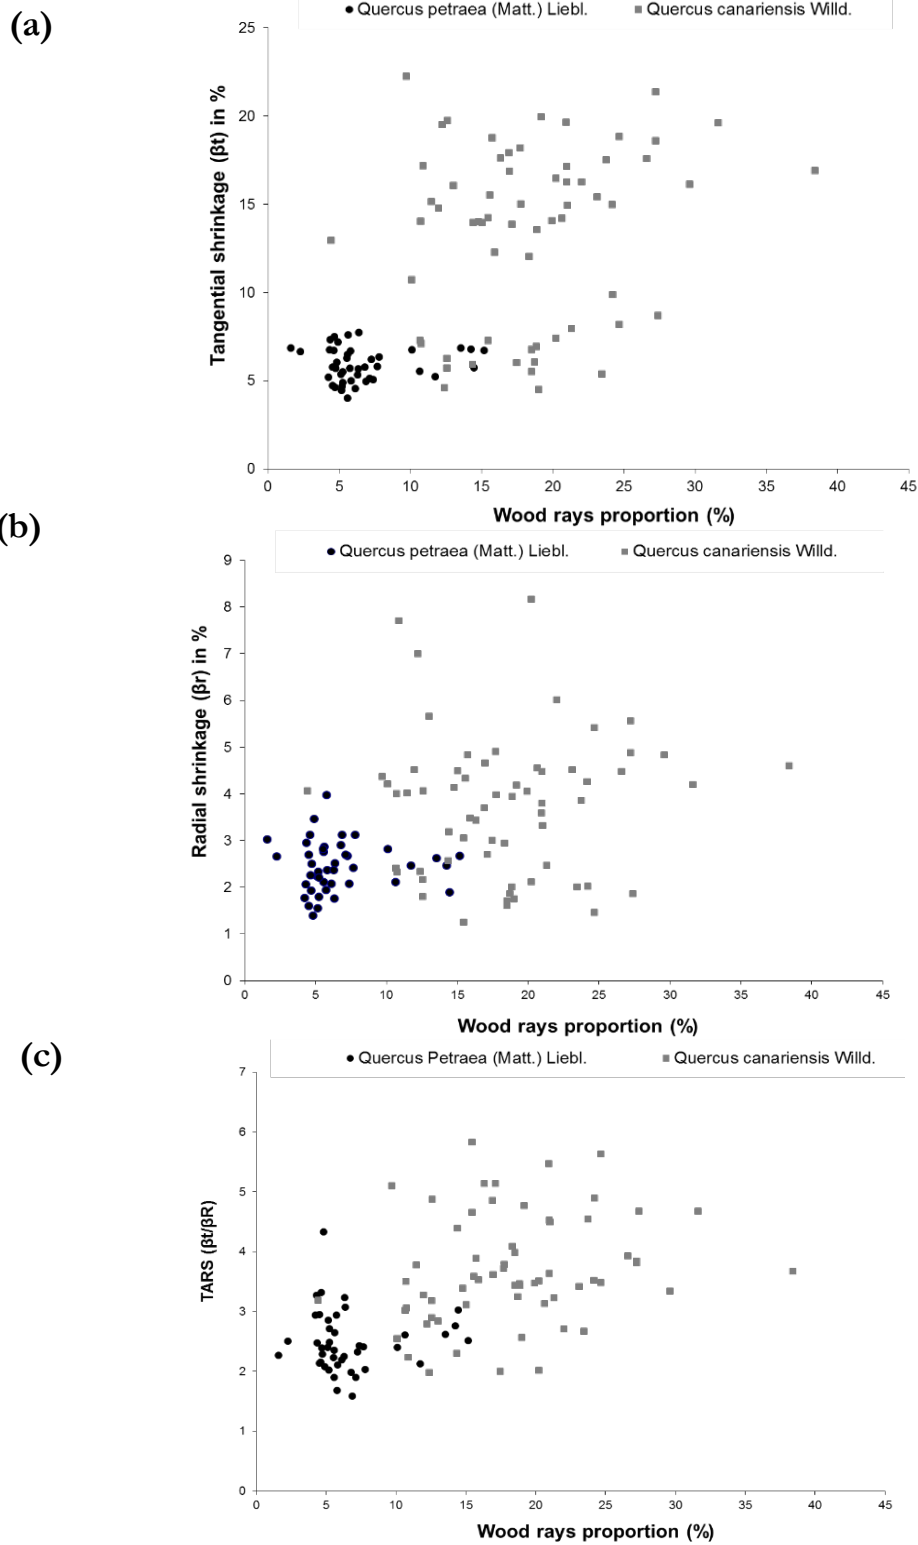 (a)
Quercus petraea (Matt.) Liebl. Quercus canariensis Willd.
25
20
15
10
5
0
Tangential shrinkage (βt) in %
0 5 10 15 20 25 30 35 40 45
Wood rays proportion (%)
(b)
Quercus petraea (Matt.) Liebl. Quercus canariensis Willd.
9
8
7
6
5
4
3
2
1
0
Radial shrinkage (βr) in %
0 5 10 15 20 25 30 35 40 45
Wood rays proportion (%)
(c)
Quercus Petraea (Matt.) Liebl. Quercus canariensis Willd.
7
6
5
4
3
2
1
0
TARS (βt/βR)
0 5 10 15 20 25 30 35 40 45
Wood rays proportion (%)